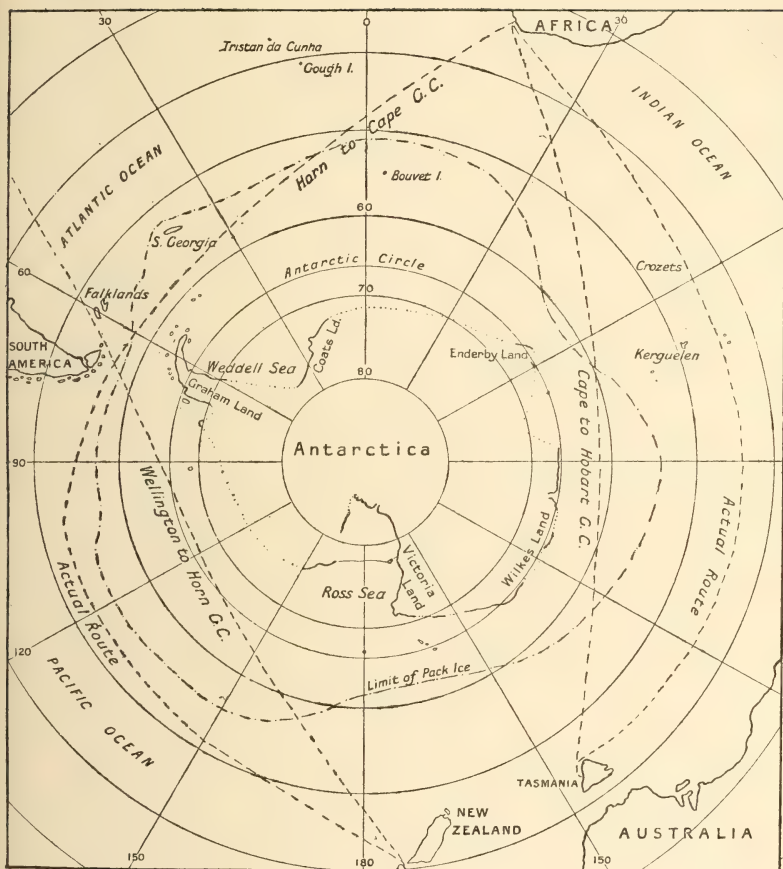 30
0
30
AFRICA
Tristan da Cunha
Gough I.
INDIAN OCEAN
Horn to Cape G.C.
ATLANTIC OCEAN
Bouvet I.
60
S. Georgia
Antarctic Circle
Crozets
60
70
Falklands
Coats Ld.
Enderby Land
Kerguelen
SOUTH
AMERICA
Weddell Sea
Graham Land
80
Cape to Hobart G.C.
Antarctica
90
Wellington to Horn G.C.
Actual Route
Wilkes Land
Victoria
Land
Ross Sea
Actual Route
120
Limit of Pack Ice
PACIFIC OCEAN
TASMANIA
NEW
ZEALAND
AUSTRALIA
150
180
150